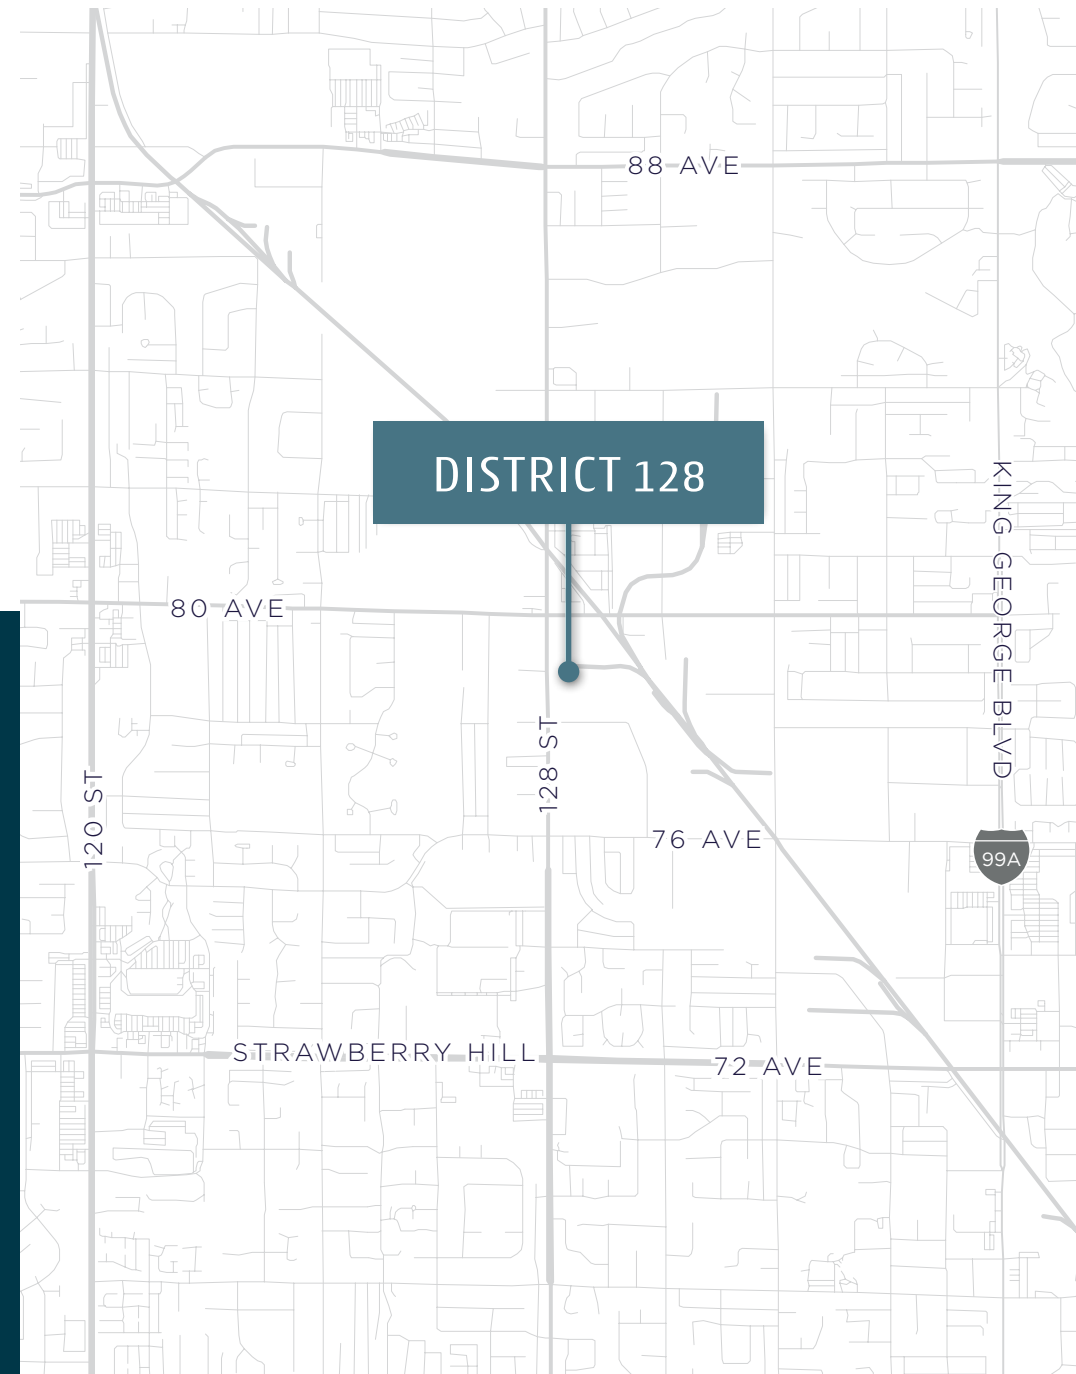 88 AVE
DISTRICT 128
KING GEORGE BLVD
80 AVE
128 ST
120 ST
76 AVE
99A
STRAWBERRY HILL
72 AVE